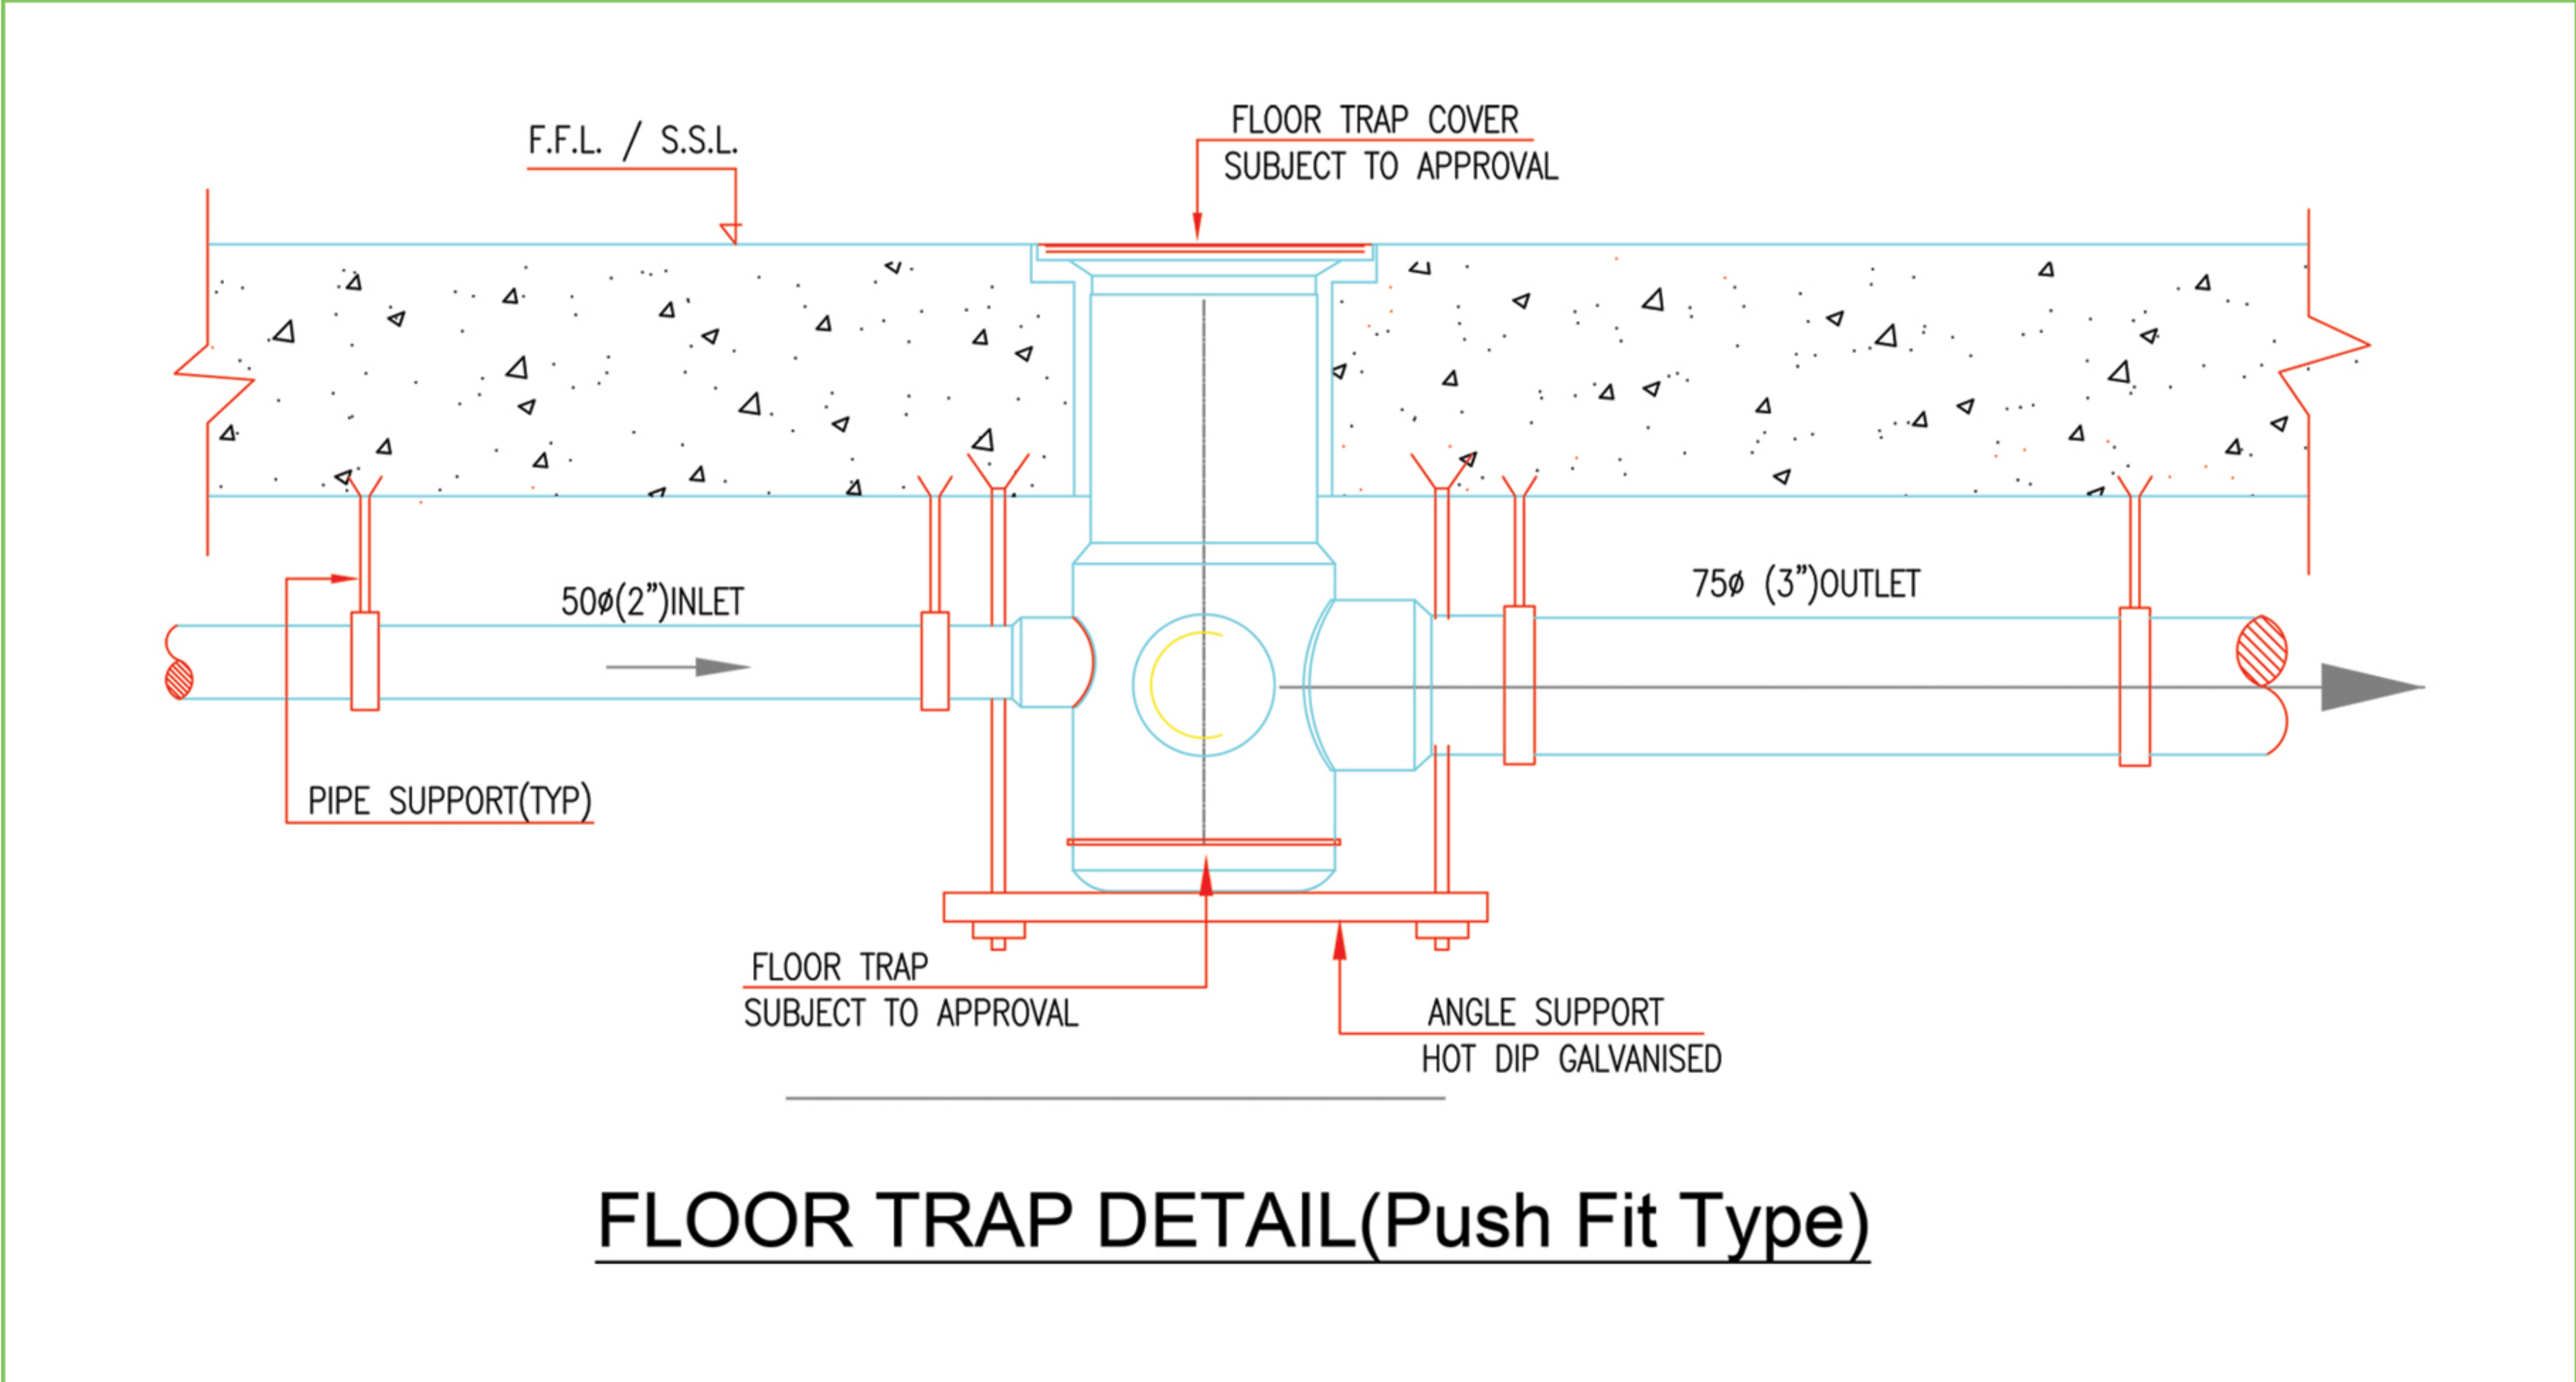 FLOOR TRAP COVER
SUBJECT TO APPROVAL
F.F.L. / S.S.L.
50ø(2”)INLET
75ø (3”)OUTLET
PIPE SUPPORT(TYP)
FLOOR TRAP
SUBJECT TO APPROVAL
ANGLE SUPPORT
HOT DIP GALVANISED
FLOOR TRAP DETAIL(Push Fit Type)